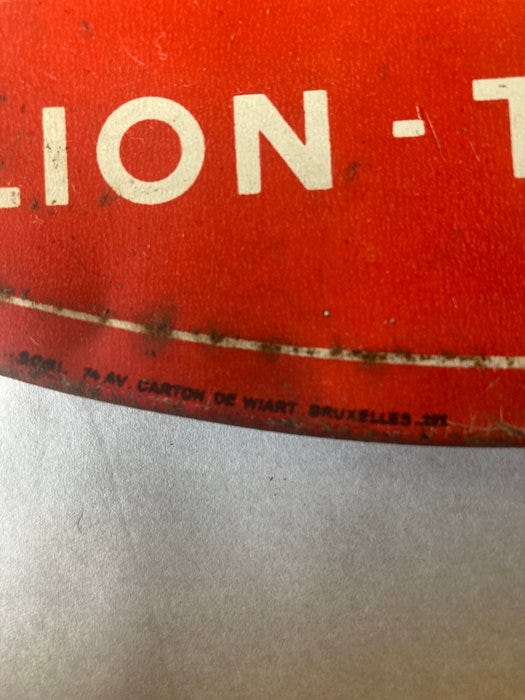 LION - T
74 AV. CARTON DE WIART BRUXELLES